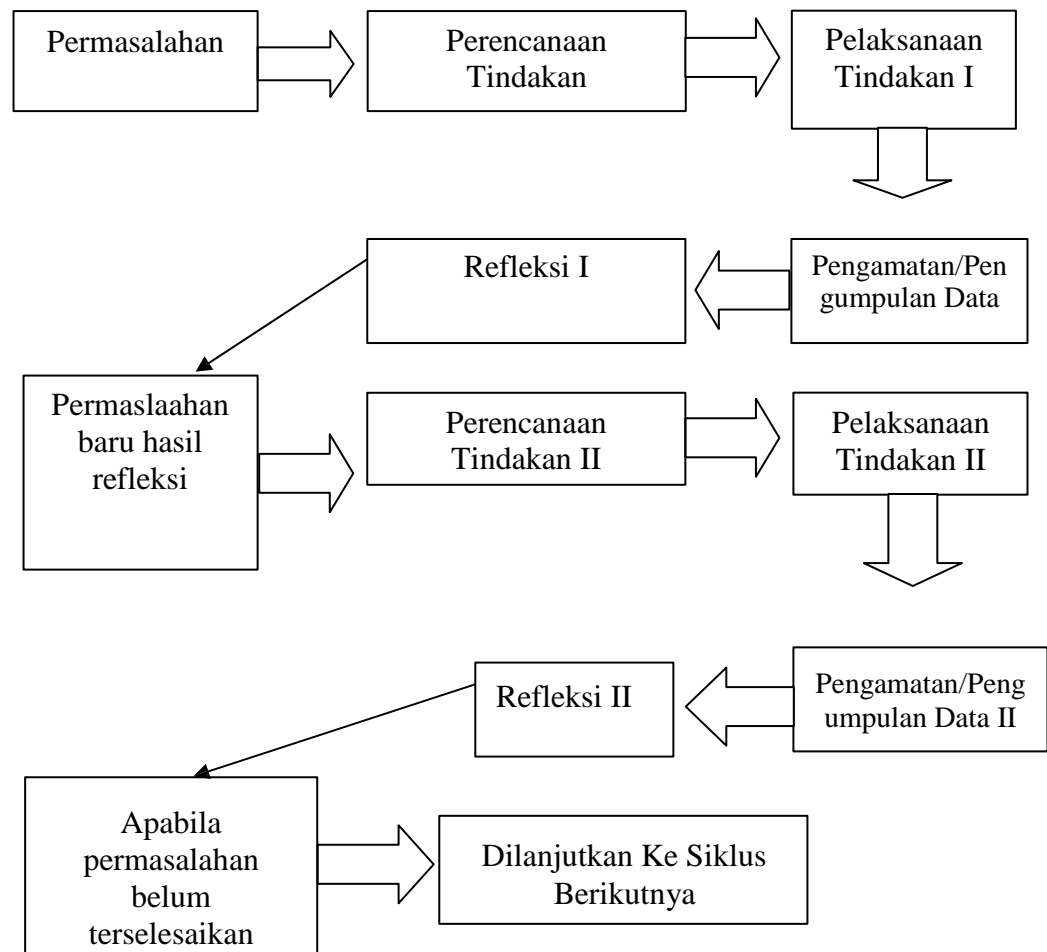 Permasalahan
Perencanaan
Tindakan
Pelaksanaan
Tindakan I
Pengamatan/Pen
gumpulan Data
Refleksi I
Permaslaahan
baru hasil
refleksi
Perencanaan
Tindakan II
Pelaksanaan
Tindakan II
Pengamatan/Peng
umpulan Data II
Refleksi II
Apabila
permasalahan
belum
terselesaikan
Dilanjutkan Ke Siklus
Berikutnya